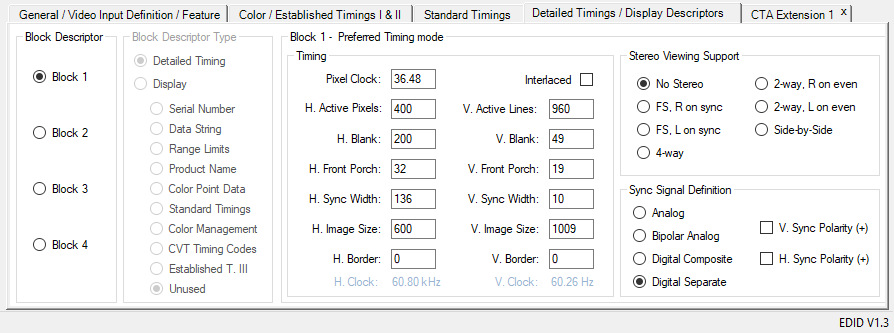 General / Video Input Definition / Feature
Color / Established Timings I & II
Standard Timings
Detailed Timings / Display Descriptors
CTA Extension 1 x
Block Descriptor
Block 1
Block 2
Block 3
Block 4
Block Descriptor Type
Detailed Timing
Display
Serial Number
Data String
Range Limits
Product Name
Color Point Data
Standard Timings
Color Management
CVT Timing Codes
Established T. III
Unused
Block 1 - Preferred Timing mode
Timing
Pixel Clock: 36.48 Interlaced
H. Active Pixels: 400 V. Active Lines: 960
H. Blank: 200 V. Blank: 49
H. Front Porch: 32 V. Front Porch: 19
H. Sync Width: 136 V. Sync Width: 10
H. Image Size: 600 V. Image Size: 1009
H. Border: 0 V. Border: 0
H. Clock: 60.80 kHz V. Clock: 60.26 Hz
Stereo Viewing Support
No Stereo 2-way, R on even
FS, R on sync 2-way, L on even
FS, L on sync Side-by-Side
4-way
Sync Signal Definition
Analog
Bipolar Analog
Digital Composite
Digital Separate
V. Sync Polarity (+)
H. Sync Polarity (+)
EDID V1.3